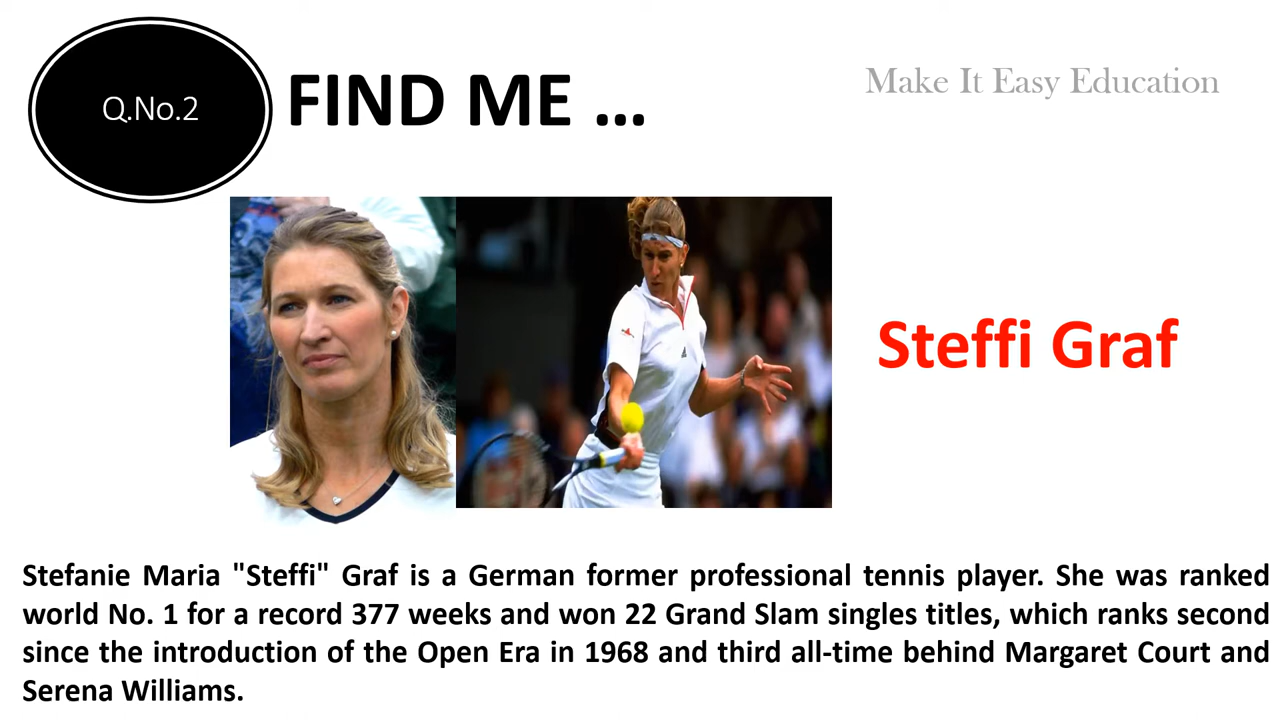 Q.No.2
FIND ME ...
Make It Easy Education
Steffi Graf
Stefanie Maria "Steffi" Graf is a German former professional tennis player. She was ranked
world No. 1 for a record 377 weeks and won 22 Grand Slam singles titles, which ranks second
since the introduction of the Open Era in 1968 and third all-time behind Margaret Court and
Serena Williams.